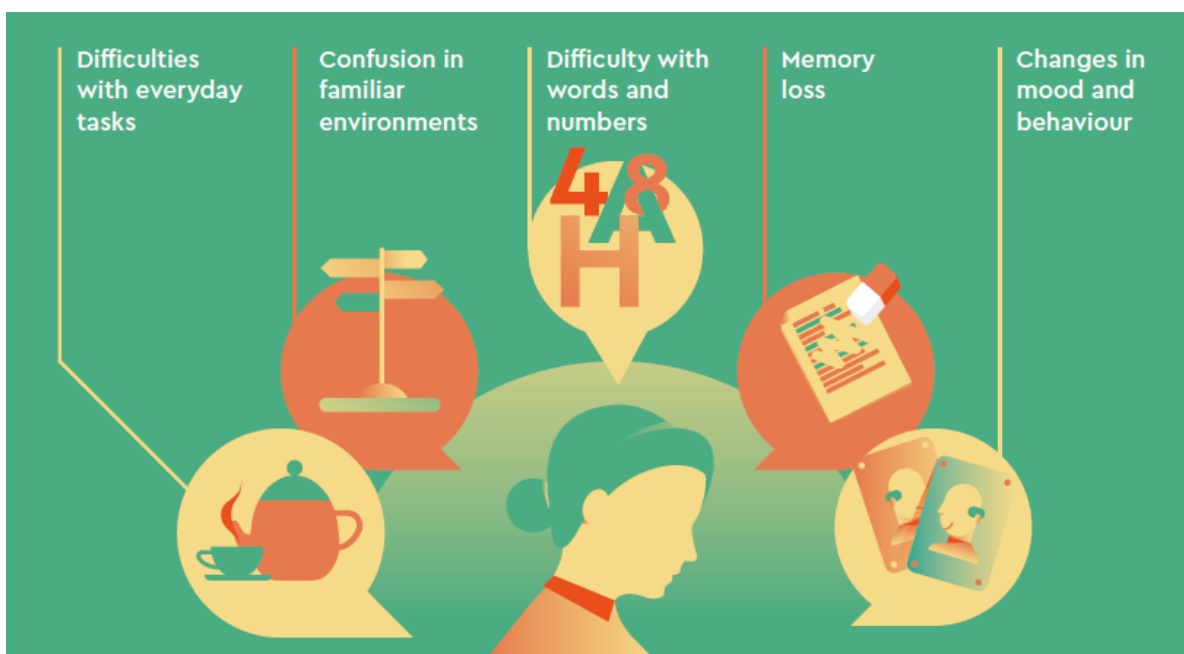 Difficulties
with everyday
tasks
Confusion in
familiar
environments
Difficulty with
words and
numbers
Memory
loss
Changes in
mood and
behaviour
4A8
H